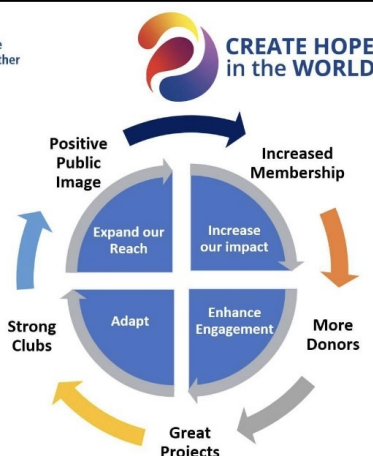 CREATE HOPE
in the WORLD
e
ther
Positive
Public
Image
Increased
Membership
Expand our
Reach
Increase
our impact
Adapt
Enhance
Engagement
Strong
Clubs
More
Donors
Great
Projects